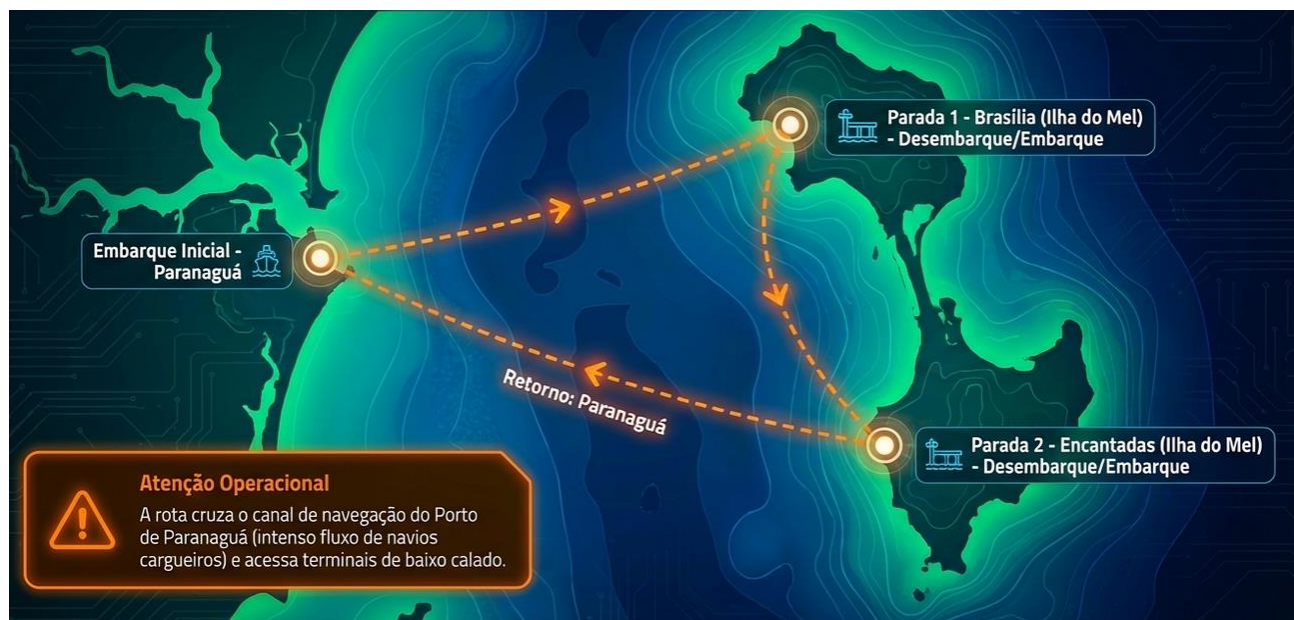 Parada 1 - Brasília (Ilha do Mel)
- Desembarque/Embarque
Embarque Inicial -
Paranaguá
Retorno: Paranaguá
Parada 2 - Encantadas (Ilha do Mel)
- Desembarque/Embarque
Atenção Operacional
A rota cruza o canal de navegação do Porto
de Paranaguá (intenso fluxo de navios
cargueiros) e acessa terminais de baixo calado.